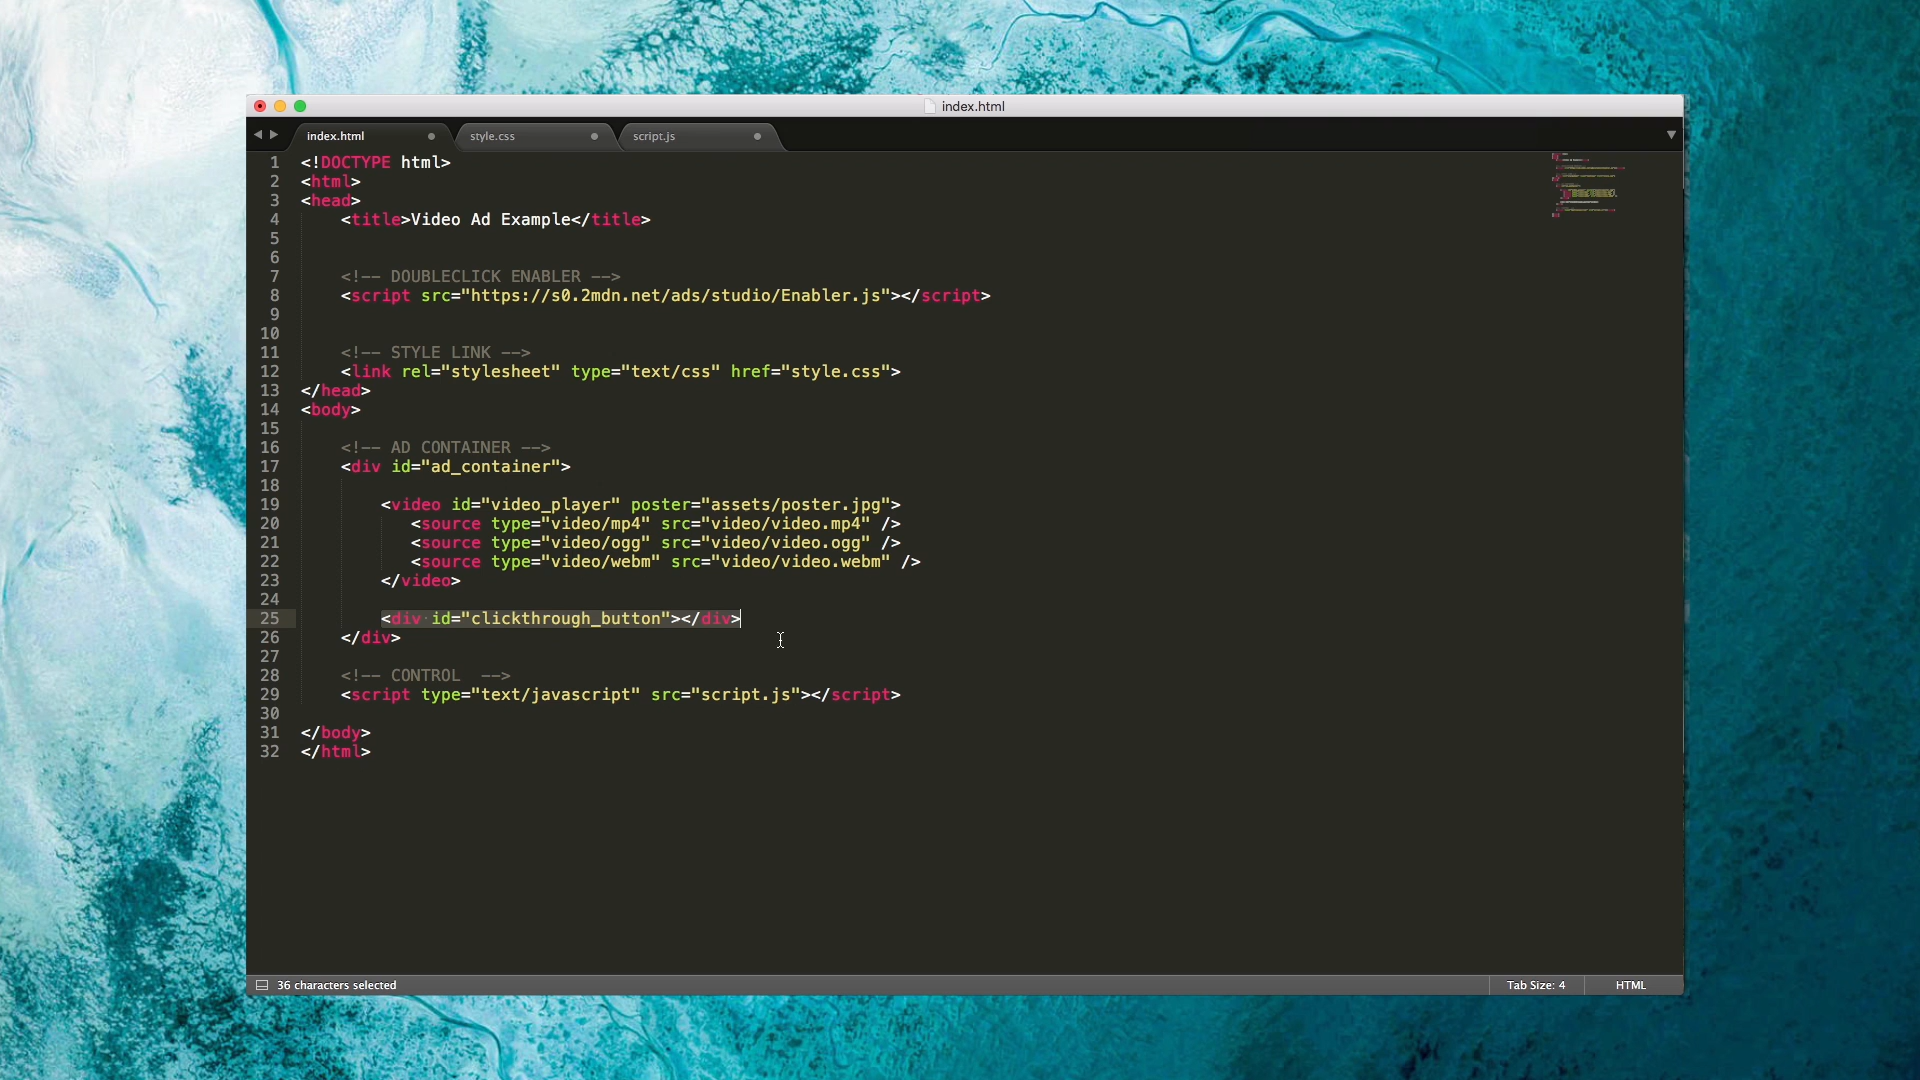 index.html
index.html
style.css
script.js
1 <!DOCTYPE html>
2 <html>
3 <head>
4 <title>Video Ad Example</title>
5
6
7 <!-- DOUBLECLICK ENABLER -->
8 <script src="https://s0.2mdn.net/ads/studio/Enabler.js"></script>
9
10
11 <!-- STYLE LINK -->
12 <link rel="stylesheet" type="text/css" href="style.css">
13 </head>
14 <body>
15
16 <!-- AD CONTAINER -->
17 <div id="ad_container">
18
19 <video id="video_player" poster="assets/poster.jpg">
20 <source type="video/mp4" src="video/video.mp4" />
21 <source type="video/ogg" src="video/video.ogg" />
22 <source type="video/webm" src="video/video.webm" />
23 </video>
24
25 <div id="clickthrough_button"></div>
26 </div>
27
28 <!-- CONTROL  -->
29 <script type="text/javascript" src="script.js"></script>
30
31 </body>
32 </html>
36 characters selected
Tab Size: 4
HTML